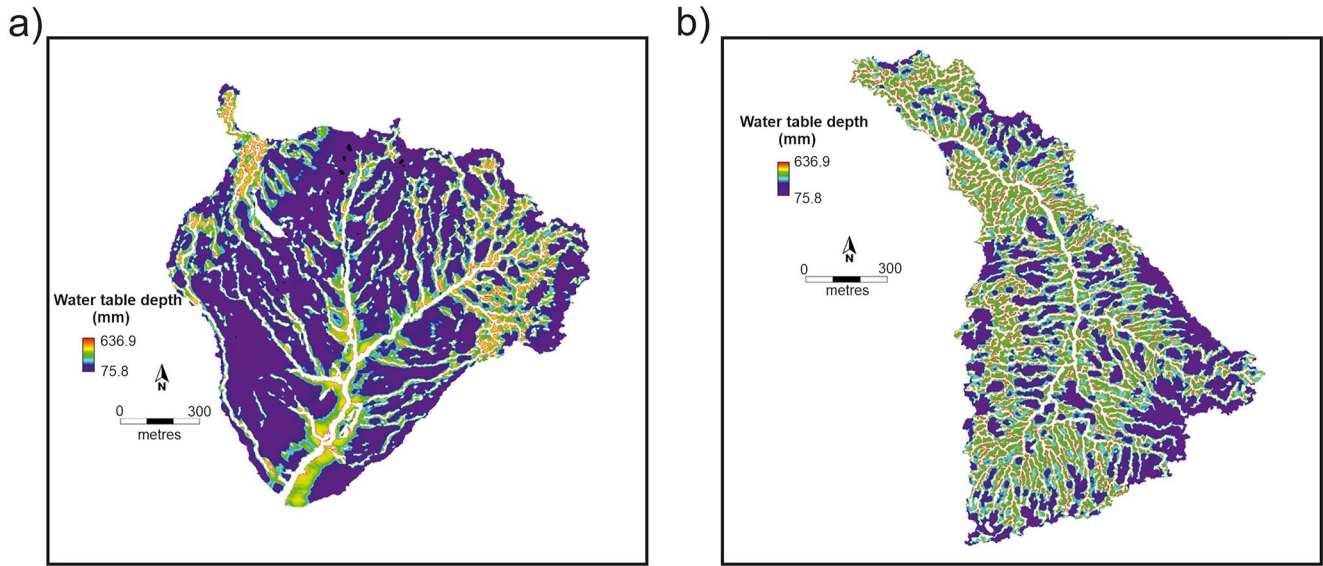 a)
Water table depth
(mm)
636.9
75.8
N
0 300
metres
b)
Water table depth
(mm)
636.9
75.8
N
0 300
metres